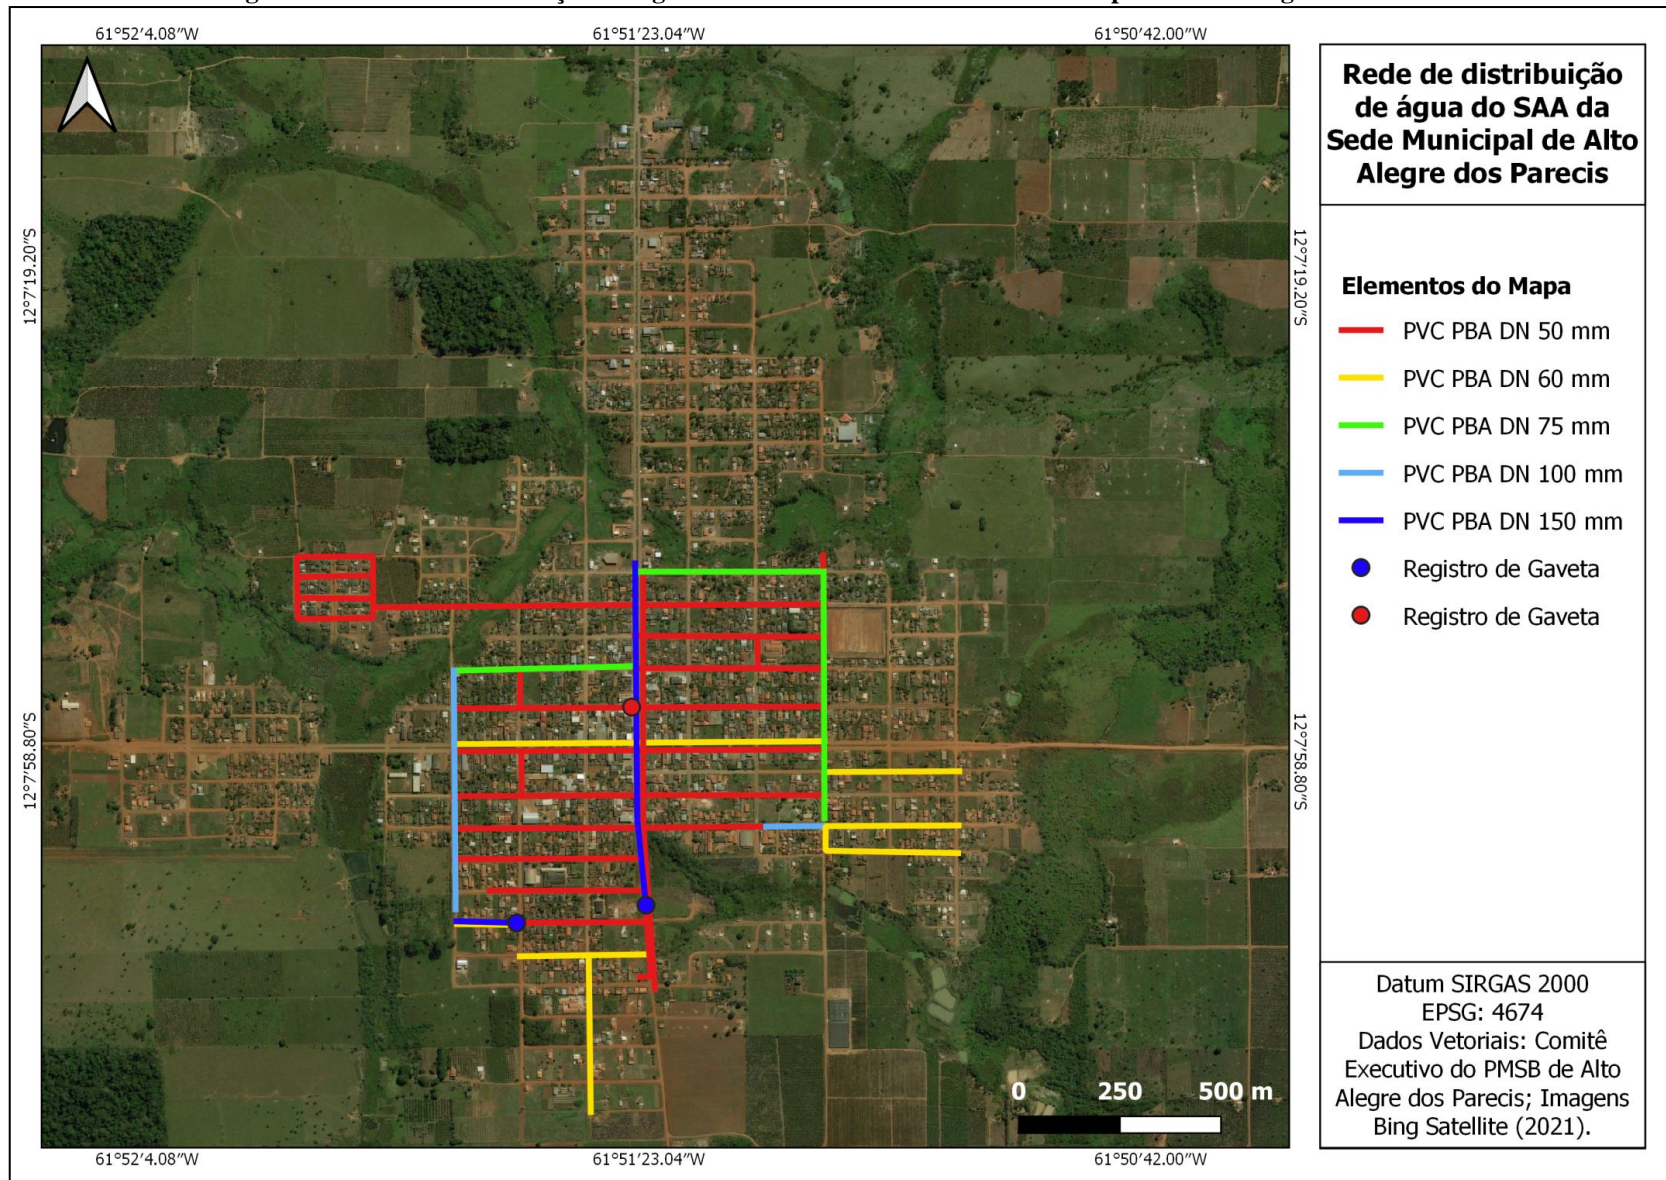 61°52'4.08"W
61°51'23.04"W
61°50'42.00"W
12°7'19.20"S
12°7'19.20"S
12°7'58.80"S
12°7'58.80"S
0 250 500 m
61°52'4.08"W
61°51'23.04"W
61°50'42.00"W
Rede de distribuição
de água do SAA da
Sede Municipal de Alto
Alegre dos Parecis
Elementos do Mapa
PVC PBA DN 50 mm
PVC PBA DN 60 mm
PVC PBA DN 75 mm
PVC PBA DN 100 mm
PVC PBA DN 150 mm
Registro de Gaveta
Registro de Gaveta
Datum SIRGAS 2000
EPSG: 4674
Dados Vetoriais: Comitê
Executivo do PMSB de Alto
Alegre dos Parecis; Imagens
Bing Satellite (2021).